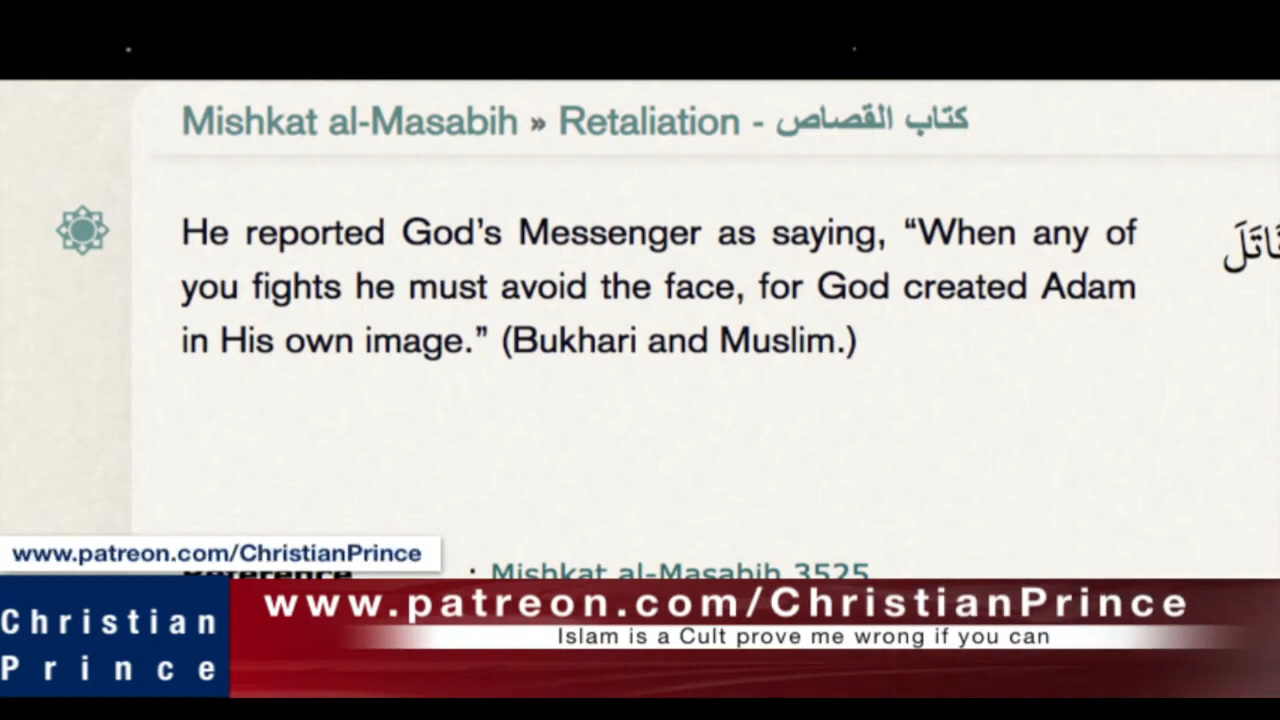 Mishkat al-Masabih » Retaliation - كتاب القصاص
He reported God’s Messenger as saying, “When any of
you fights he must avoid the face, for God created Adam
in His own image.” (Bukhari and Muslim.)
www.patreon.com/ChristianPrince
Reference : Mishkat al-Masabih 3525
www.patreon.com/ChristianPrince
Islam is a Cult prove me wrong if you can
Christian
Prince